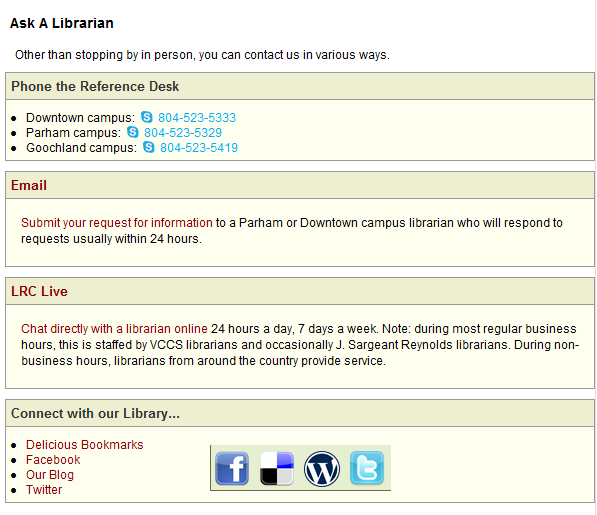 Ask A Librarian
Other than stopping by in person, you can contact us in various ways.
Phone the Reference Desk
Downtown campus: 804-523-5333
Parham campus: 804-523-5329
Goochland campus: 804-523-5419
Email
Submit your request for information to a Parham or Downtown campus librarian who will respond to
requests usually within 24 hours.
LRC Live
Chat directly with a librarian online 24 hours a day, 7 days a week. Note: during most regular business
hours, this is staffed by VCCS librarians and occasionally J. Sargeant Reynolds librarians. During non-
business hours, librarians from around the country provide service.
Connect with our Library...
Delicious Bookmarks
Facebook
Our Blog
Twitter